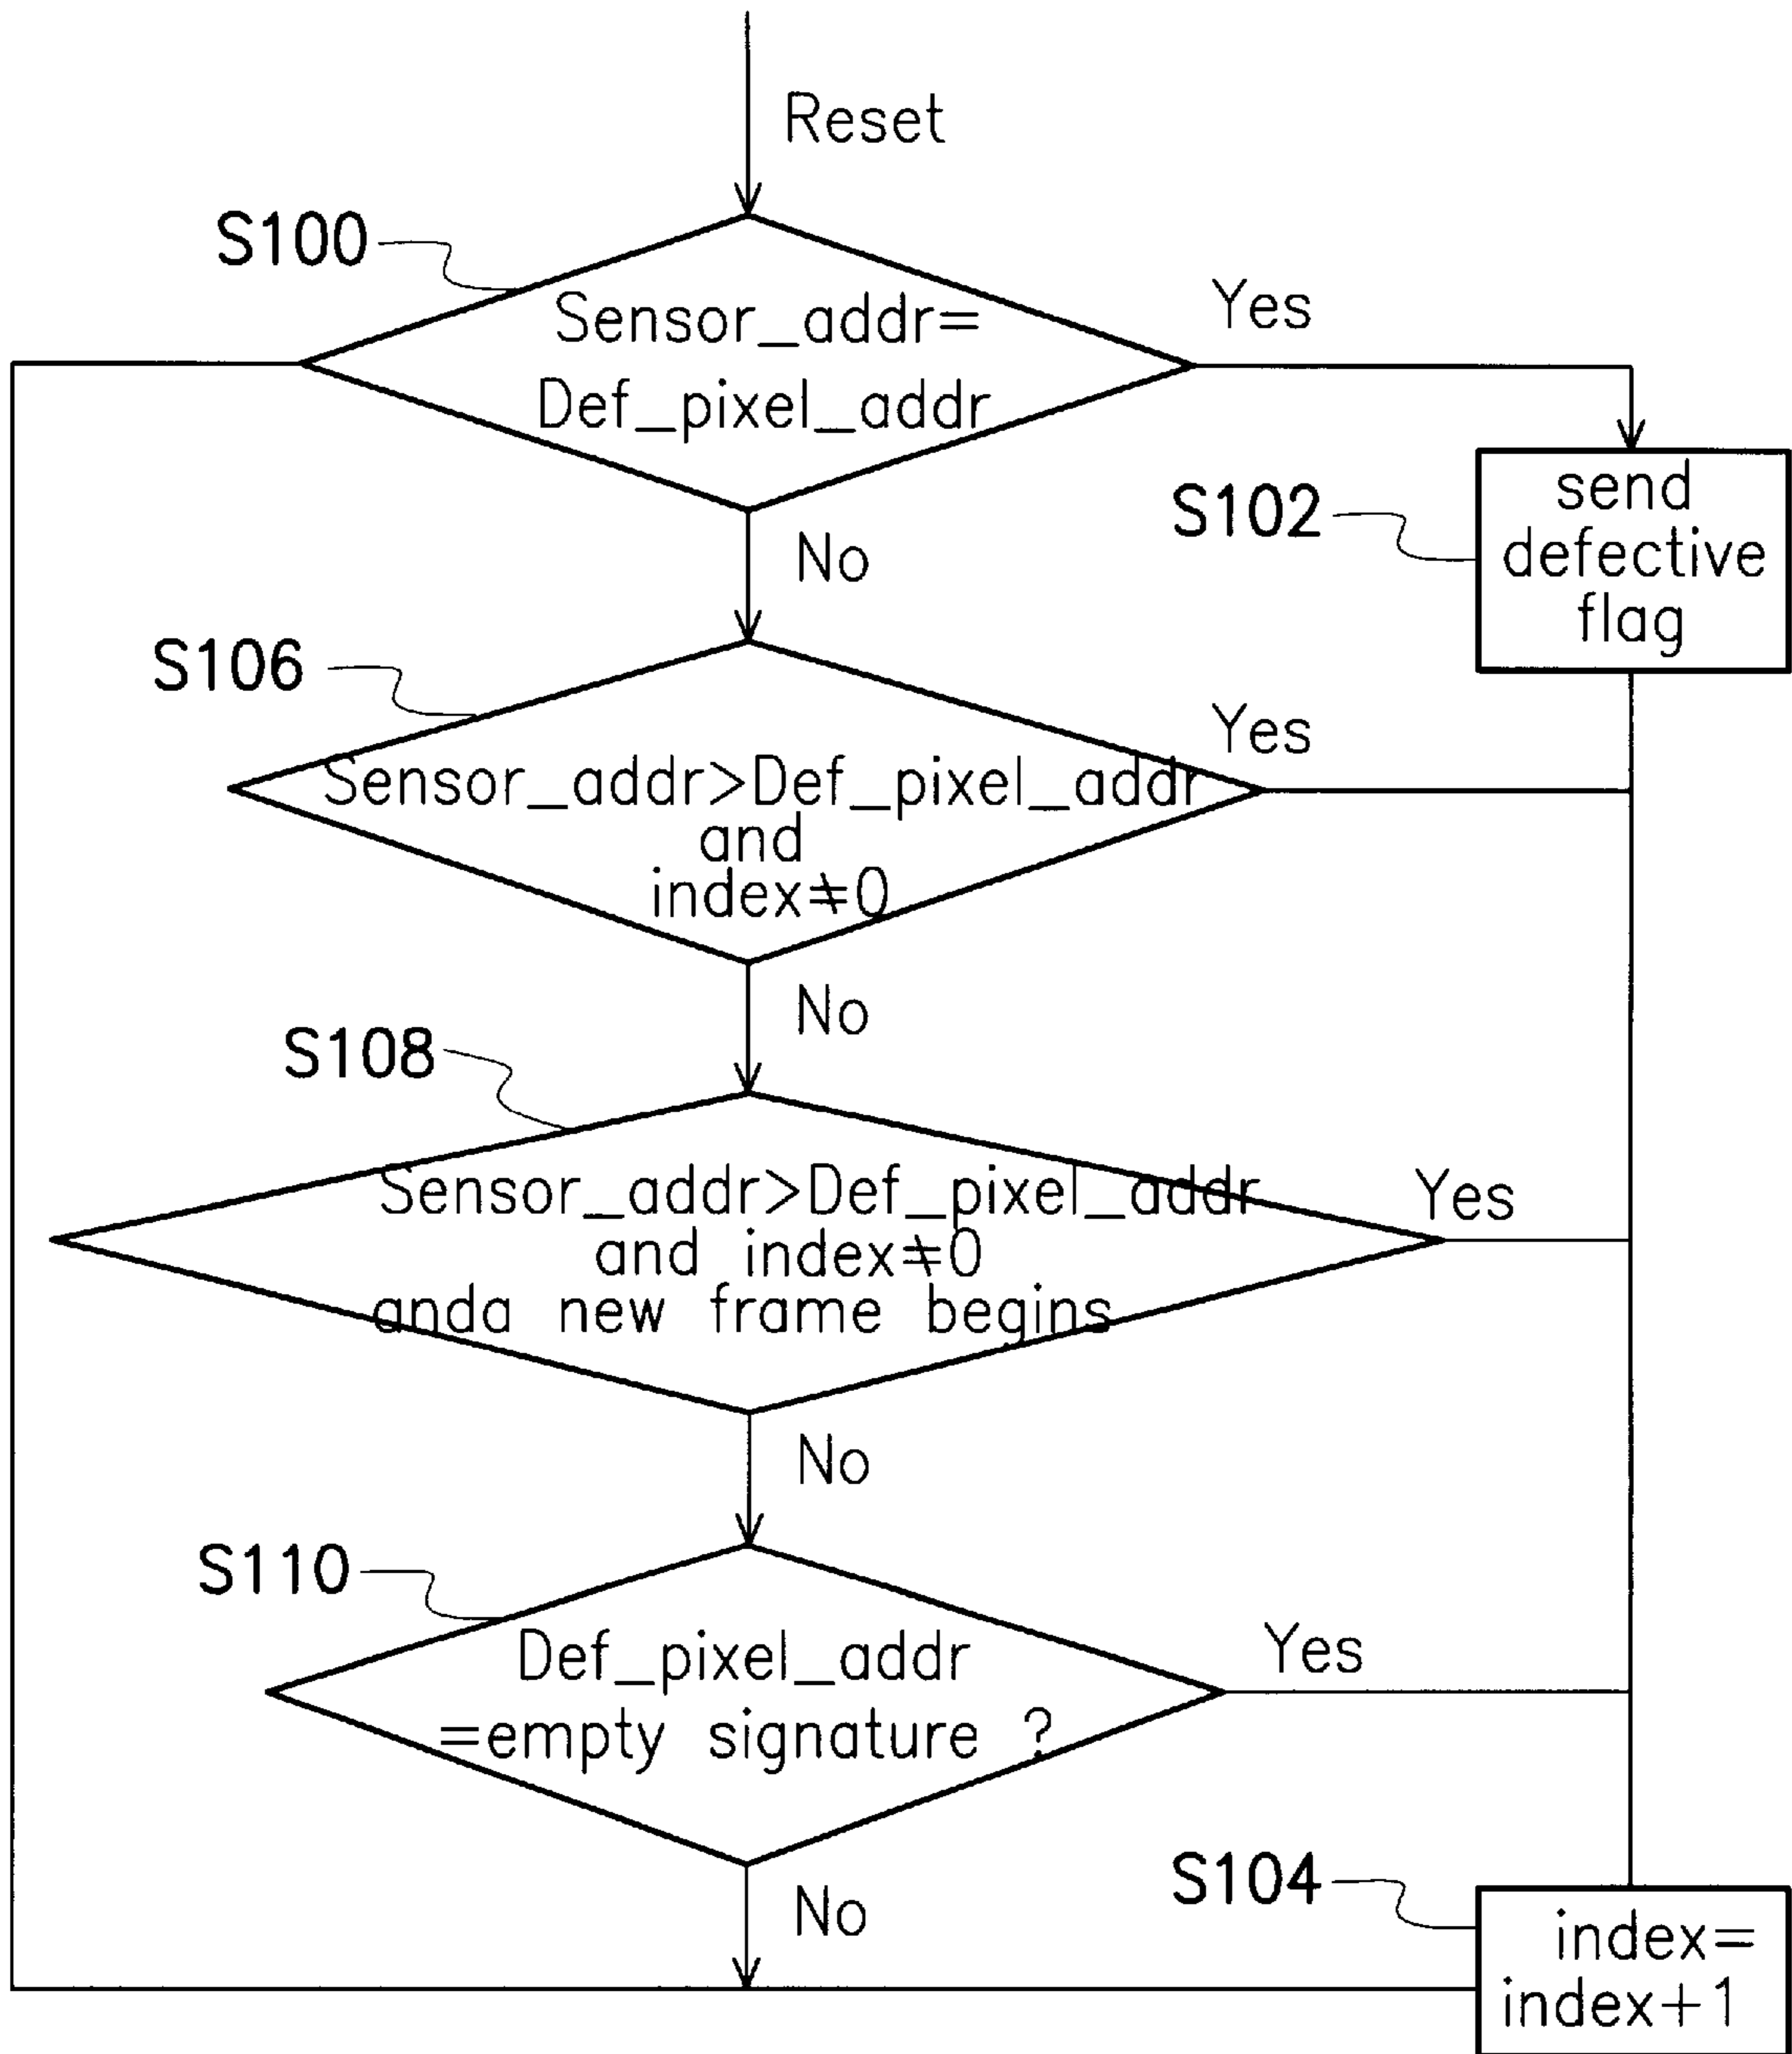 Reset
S100
Sensor_addr=
Def_pixel_addr
Yes
No
S102
send
defective
flag
S106
Sensor_addr>Def_pixel_addr
and
index≠0
Yes
No
S108
Sensor_addr>Def_pixel_addr
and index≠0
anda new frame begins
Yes
No
S110
Def_pixel_addr
=empty signature ?
Yes
No
S104
index=
index+1